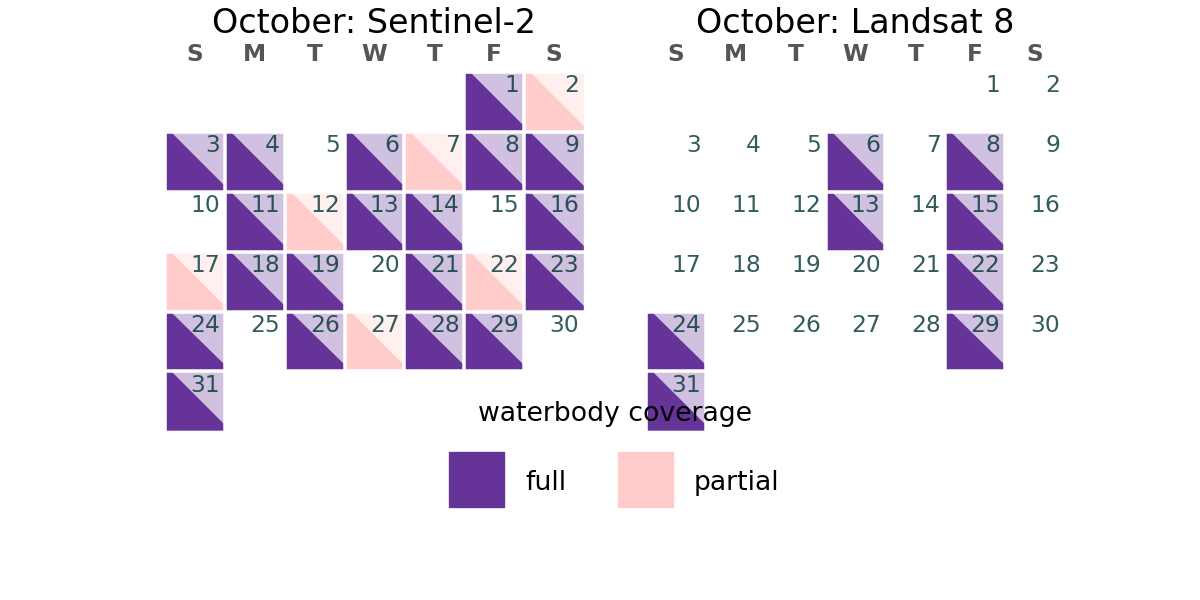 October: Sentinel-2
S M T W T F S
1 2
3 4 5 6 7 8 9
10 11 12 13 14 15 16
17 18 19 20 21 22 23
24 25 26 27 28 29 30
31
October: Landsat 8
S M T W T F S
1 2
3 4 5 6 7 8 9
10 11 12 13 14 15 16
17 18 19 20 21 22 23
24 25 26 27 28 29 30
31
waterbody coverage
full
partial